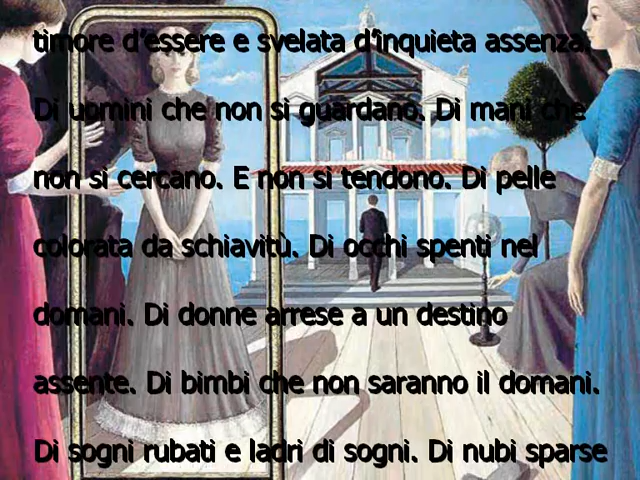 timore d'essere e svelata d'inquieta assenza.
Di uomini che non si guardano. Di mani che
non si cercano. E non si tendono. Di pelle
colorata da schiavitù. Di occhi spenti nel
domani. Di donne arrese a un destino
assente. Di bimbi che non saranno il domani.
Di sogni rubati e ladri di sogni. Di nubi sparse